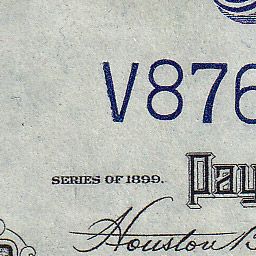 V876
SERIES OF 1899.
Pay
Houston B